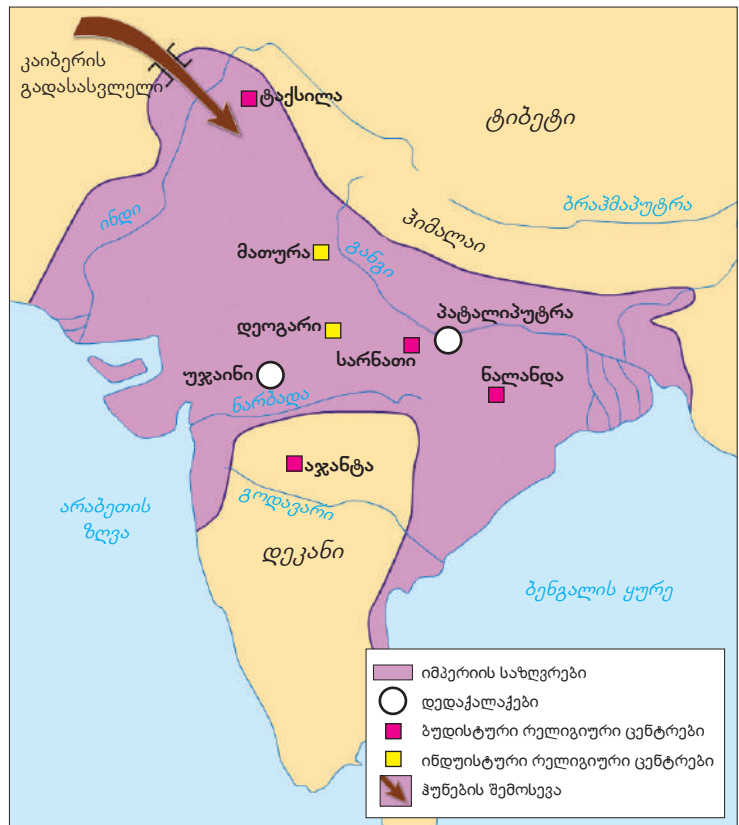 კაიბერის
გადასასვლელი
ტაქსილა
ტიბეტი
ინდი
ბრაჰმაპუტრა
ჰიმალაი
მათურა
განგი
დეოგარი
პატალიპუტრა
სარნათი
უჯაინი
ნალანდა
ნარბადა
აჯანტა
გოდავარი
არაბეთის
ზღვა
დეკანი
ბენგალის ყურე
იმპერიის საზღვრები
დედაქალაქები
ბუდისტური რელიგიური ცენტრები
ინდუისტური რელიგიური ცენტრები
ჰუნების შემოსევა